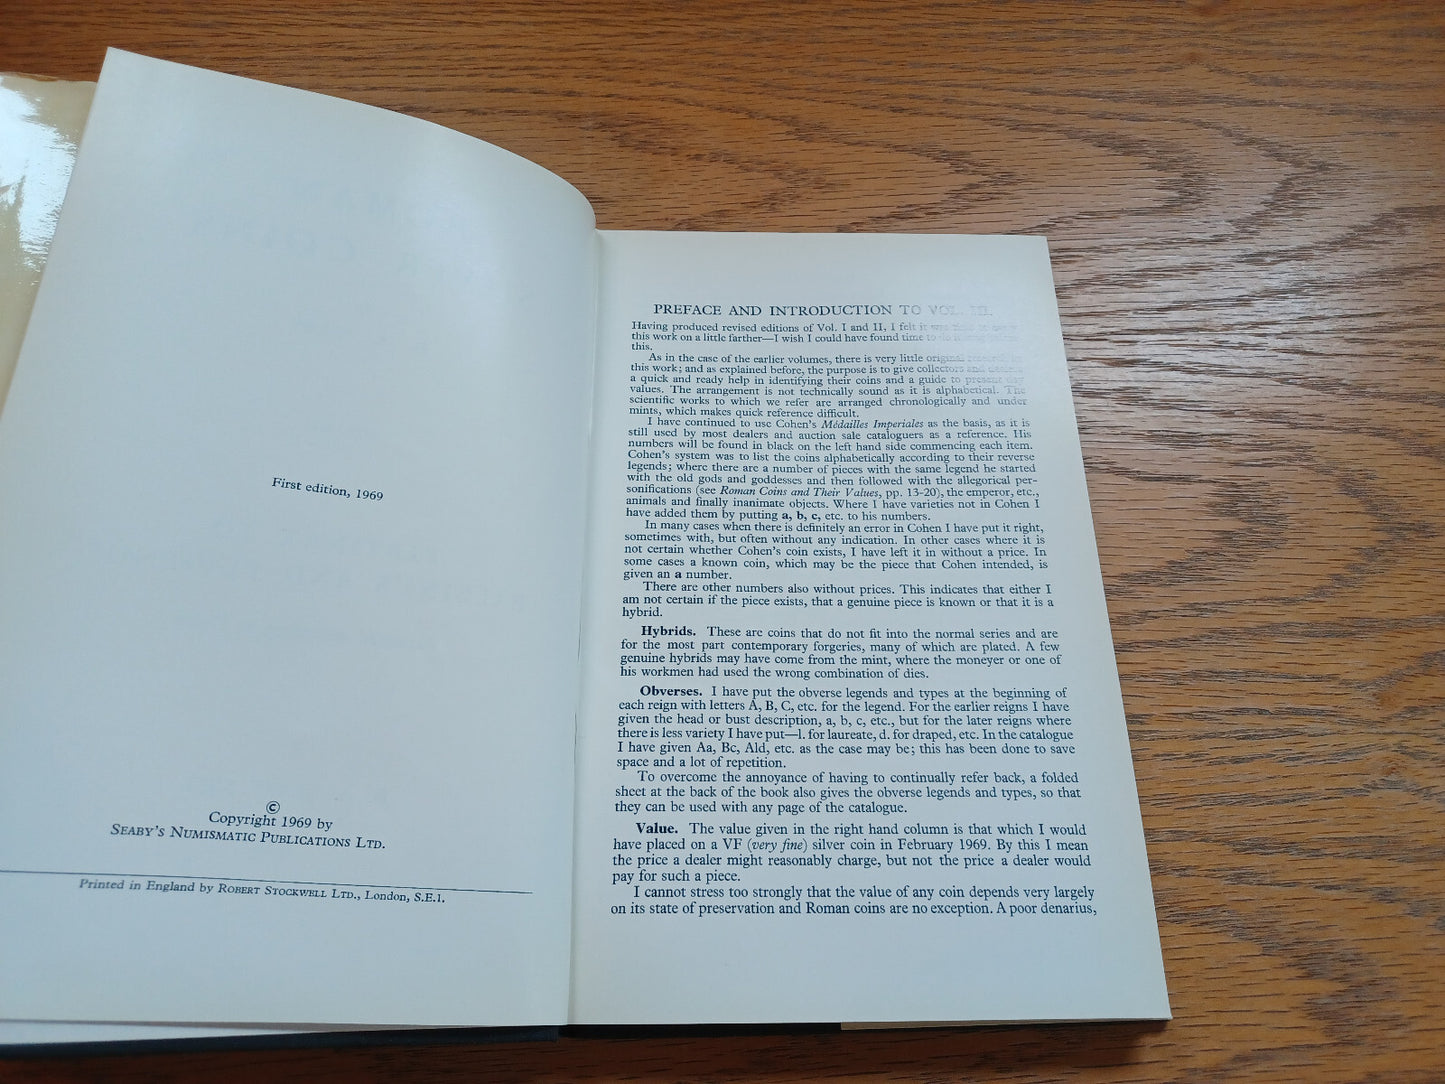 First edition, 1969
©
Copyright 1969 by
SEABY'S NUMISMATIC PUBLICATIONS LTD.
Printed in England by ROBERT STOCKWELL LTD., London, S.E.1.
PREFACE AND INTRODUCTION TO VOL. III.
Having produced revised editions of Vol. I and II, I felt it was time to carry
this work on a little farther—I wish I could have found time to do
this.
As in the case of the earlier volumes, there is very little original research in
this work; and as explained before, the purpose is to give collectors and dealers
a quick and ready help in identifying their coins and a guide to present day
values. The arrangement is not technically sound as it is alphabetical. The
scientific works to which we refer are arranged chronologically and under
mints, which makes quick reference difficult.
I have continued to use Cohen's Médailles Imperiales as the basis, as it is
still used by most dealers and auction sale cataloguers as a reference. His
numbers will be found in black on the left hand side commencing each item.
Cohen's system was to list the coins alphabetically according to their reverse
legends; where there are a number of pieces with the same legend he started
with the old gods and goddesses and then followed with the allegorical per-
sonifications (see Roman Coins and Their Values, pp. 13-20), the emperor, etc.,
animals and finally inanimate objects. Where I have varieties not in Cohen I
have added them by putting a, b, c, etc. to his numbers.
In many cases when there is definitely an error in Cohen I have put it right,
sometimes with, but often without any indication. In other cases where it is
not certain whether Cohen's coin exists, I have left it in without a price. In
some cases a known coin, which may be the piece that Cohen intended, is
given an a number.
There are other numbers also without prices. This indicates that either I
am not certain if the piece exists, that a genuine piece is known or that it is a
hybrid.
Hybrids. These are coins that do not fit into the normal series and are
for the most part contemporary forgeries, many of which are plated. A few
genuine hybrids may have come from the mint, where the moneyer or one of
his workmen had used the wrong combination of dies.
Obverses. I have put the obverse legends and types at the beginning of
each reign with letters A, B, C, etc. for the legend. For the earlier reigns I have
given the head or bust description, a, b, c, etc., but for the later reigns where
there is less variety I have put—l. for laureate, d. for draped, etc. In the catalogue
I have given Aa, Bc, Ald, etc. as the case may be; this has been done to save
space and a lot of repetition.
To overcome the annoyance of having to continually refer back, a folded
sheet at the back of the book also gives the obverse legends and types, so that
they can be used with any page of the catalogue.
Value. The value given in the right hand column is that which I would
have placed on a VF (very fine) silver coin in February 1969. By this I mean
the price a dealer might reasonably charge, but not the price a dealer would
pay for such a piece.
I cannot stress too strongly that the value of any coin depends very largely
on its state of preservation and Roman coins are no exception. A poor denarius,